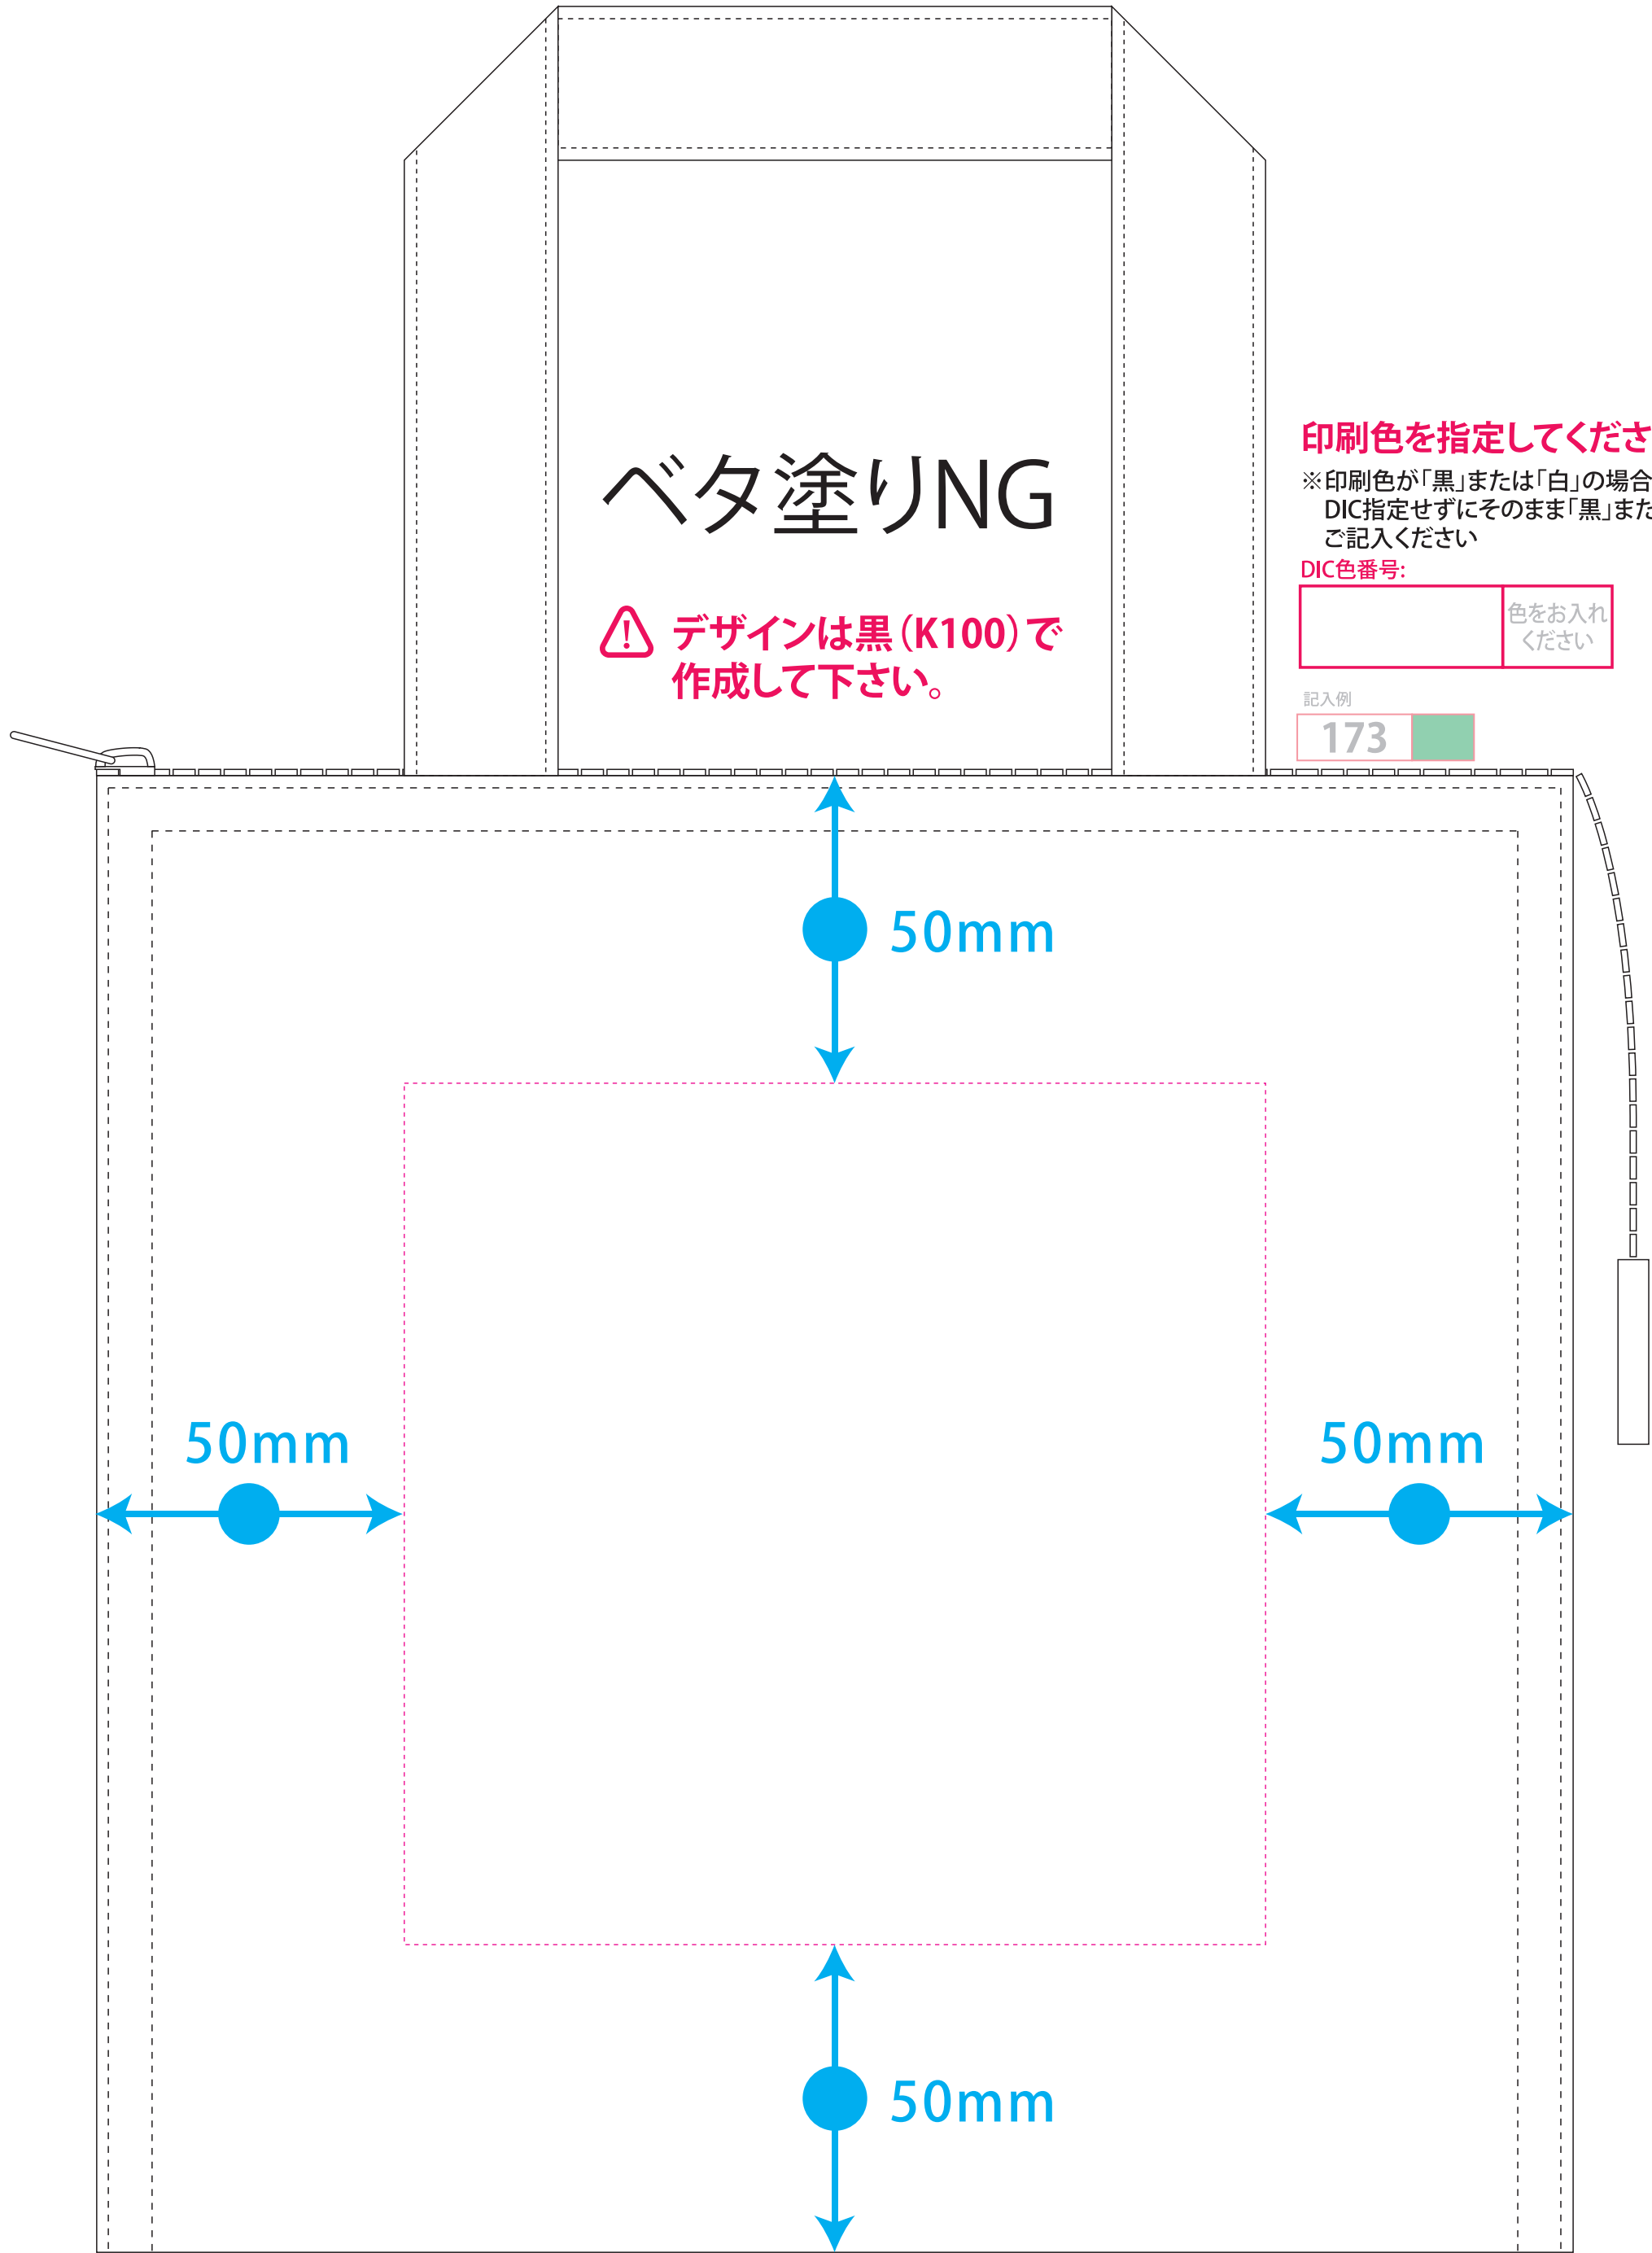 ベタ塗りNG
デザインは黒(K100)で
作成して下さい。
印刷色を指定してくださ
※印刷色が「黒」または「白」の場合
DIC指定せずにそのまま「黒」また
ご記入ください
DIC色番号:
色をお入れ
ください
記入例
173
50mm
50mm
50mm
50mm